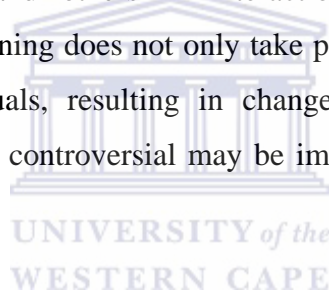 ning does not only take p
uals, resulting in change
controversial may be im
UNIVERSITY of the
WESTERN CAPE